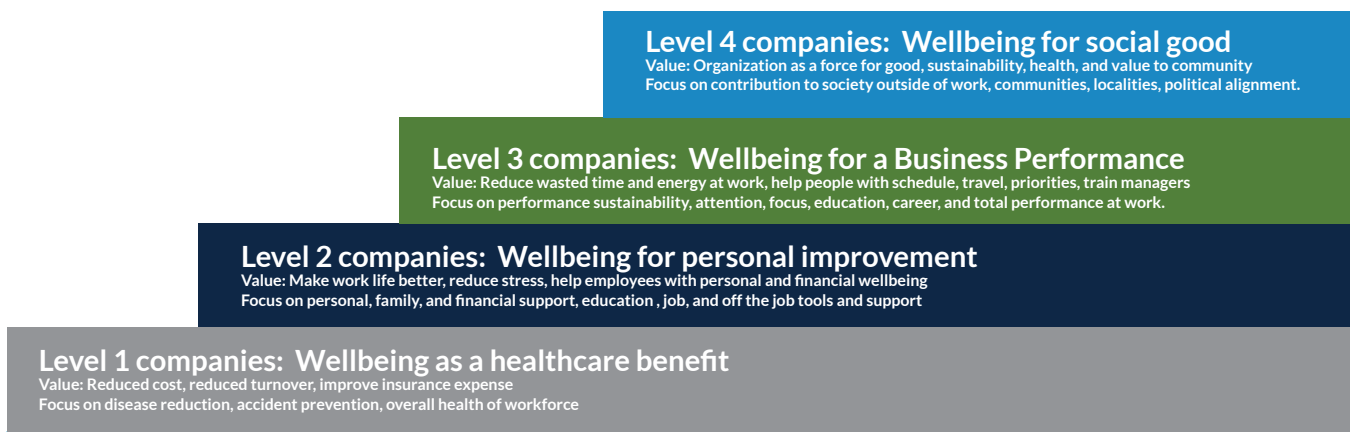 Level 4 companies:  Wellbeing for social good
Value: Organization as a force for good, sustainability, health, and value to community
Focus on contribution to society outside of work, communities, localities, political alignment.
Level 3 companies:  Wellbeing for a Business Performance
Value: Reduce wasted time and energy at work, help people with schedule, travel, priorities, train managers
Focus on performance sustainability, attention, focus, education, career, and total performance at work.
Level 2 companies:  Wellbeing for personal improvement
Value: Make work life better, reduce stress, help employees with personal and financial wellbeing
Focus on personal, family, and financial support, education , job, and off the job tools and support
Level 1 companies:  Wellbeing as a healthcare benefit
Value: Reduced cost, reduced turnover, improve insurance expense
Focus on disease reduction, accident prevention, overall health of workforce